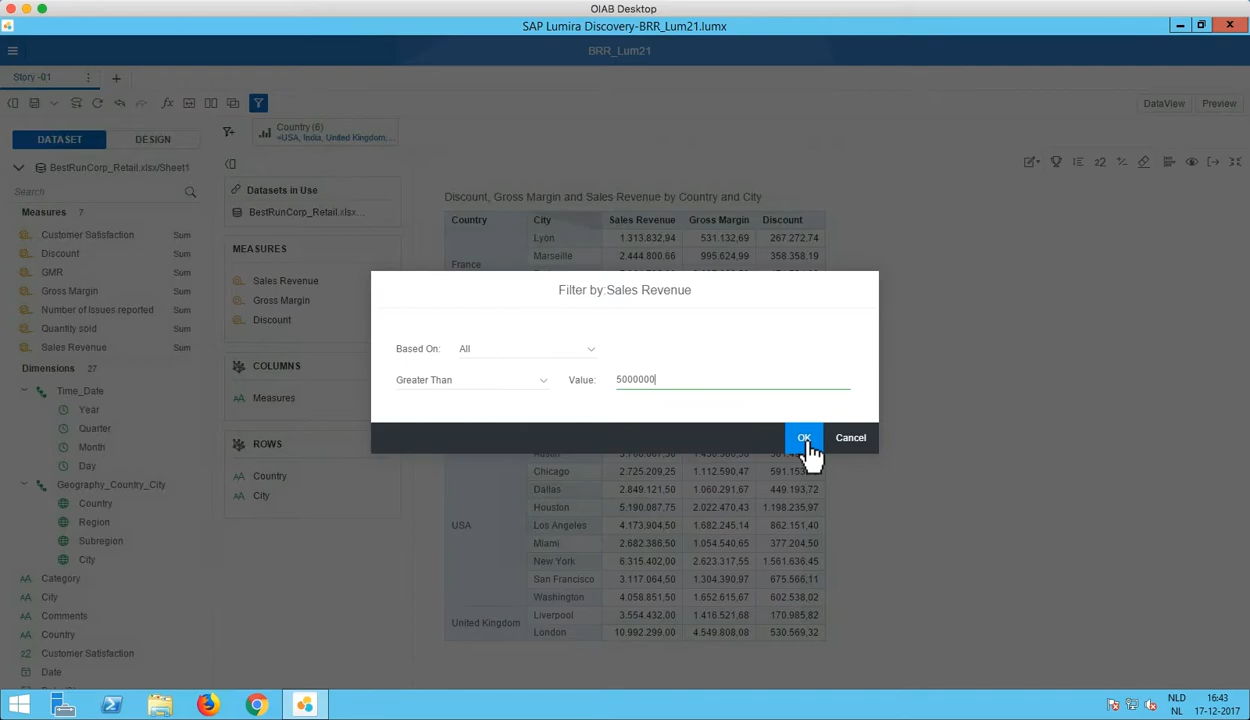 OIAB Desktop
SAP Lumira Discovery-BRR_Lum21.lumx
BRR_Lum21
Story -01
DataView
Preview
DATASET
DESIGN
Country (6)
=USA, India, United Kingdom,...
BestRunCorp_Retail.xlsx/Sheet1
Search
Measures 7
Customer Satisfaction Sum
Discount Sum
GMR Sum
Gross Margin Sum
Number of Issues reported Sum
Quantity sold Sum
Sales Revenue Sum
Dimensions 27
Time_Date
Year
Quarter
Month
Day
Geography_Country_City
Country
Region
Subregion
City
Category
City
Comments
Country
Customer Satisfaction
Date
Datasets in Use
BestRunCorp_Retail.xlsx...
MEASURES
Sales Revenue
Gross Margin
Discount
COLUMNS
Measures
ROWS
Country
City
Discount, Gross Margin and Sales Revenue by Country and City
Country City Sales Revenue Gross Margin Discount
Lyon 1.313.832,94 531.132,69 267.272,74
Marseille 2.444.800,66 995.624,99 358.358,19
France
Filter by:Sales Revenue
Based On: All
Greater Than Value: 5000000
OK Cancel
Chicago 2.725.209,25 1.112.590,47 591.153,
Dallas 2.849.121,50 1.060.291,67 449.193,72
Houston 5.190.087,75 2.022.470,43 1.198.235,97
USA Los Angeles 4.173.904,50 1.682.245,14 862.151,40
Miami 2.682.386,50 1.054.540,65 377.204,50
New York 6.315.402,00 2.623.317,55 1.561.636,45
San Francisco 3.117.064,50 1.304.390,97 675.566,11
Washington 4.058.851,50 1.652.615,67 602.538,02
United Kingdom Liverpool 3.554.432,00 1.416.521,68 170.985,82
London 10.992.299,00 4.549.808,08 530.569,32
NLD 16:43
NL 17-12-2017